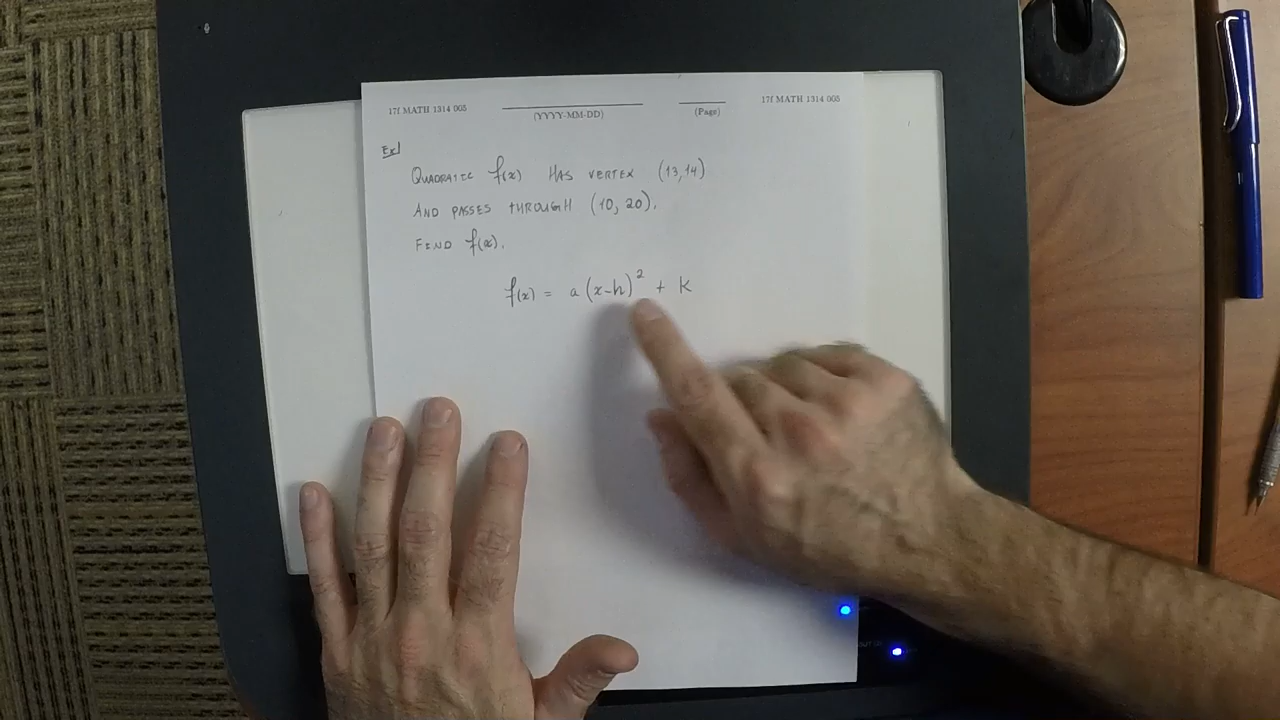 17f MATH 1314 005 (YYYY-MM-DD) (Page) 17f MATH 1314 005
Ex1
QUADRATIC f(x) HAS VERTEX (13,14)
AND PASSES THROUGH (10, 20).
FIND f(x).
f(x) = a(x-h)² + k